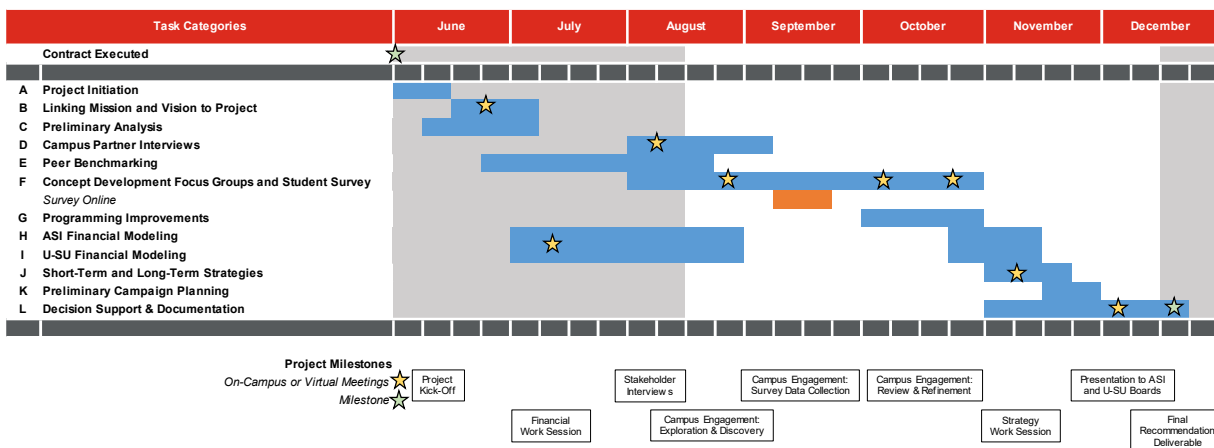 Task Categories June July August September October November December
Contract Executed
A Project Initiation
B Linking Mission and Vision to Project
C Preliminary Analysis
D Campus Partner Interviews
E Peer Benchmarking
F Concept Development Focus Groups and Student Survey
Survey Online
G Programming Improvements
H ASI Financial Modeling
I U-SU Financial Modeling
J Short-Term and Long-Term Strategies
K Preliminary Campaign Planning
L Decision Support & Documentation
Project Milestones
On-Campus or Virtual Meetings
Milestone
Project
Kick-Off
Financial
Work Session
Stakeholder
Interviews
Campus Engagement:
Exploration & Discovery
Campus Engagement:
Survey Data Collection
Campus Engagement:
Review & Refinement
Strategy
Work Session
Presentation to ASI
and U-SU Boards
Final
Recommendation
Deliverable